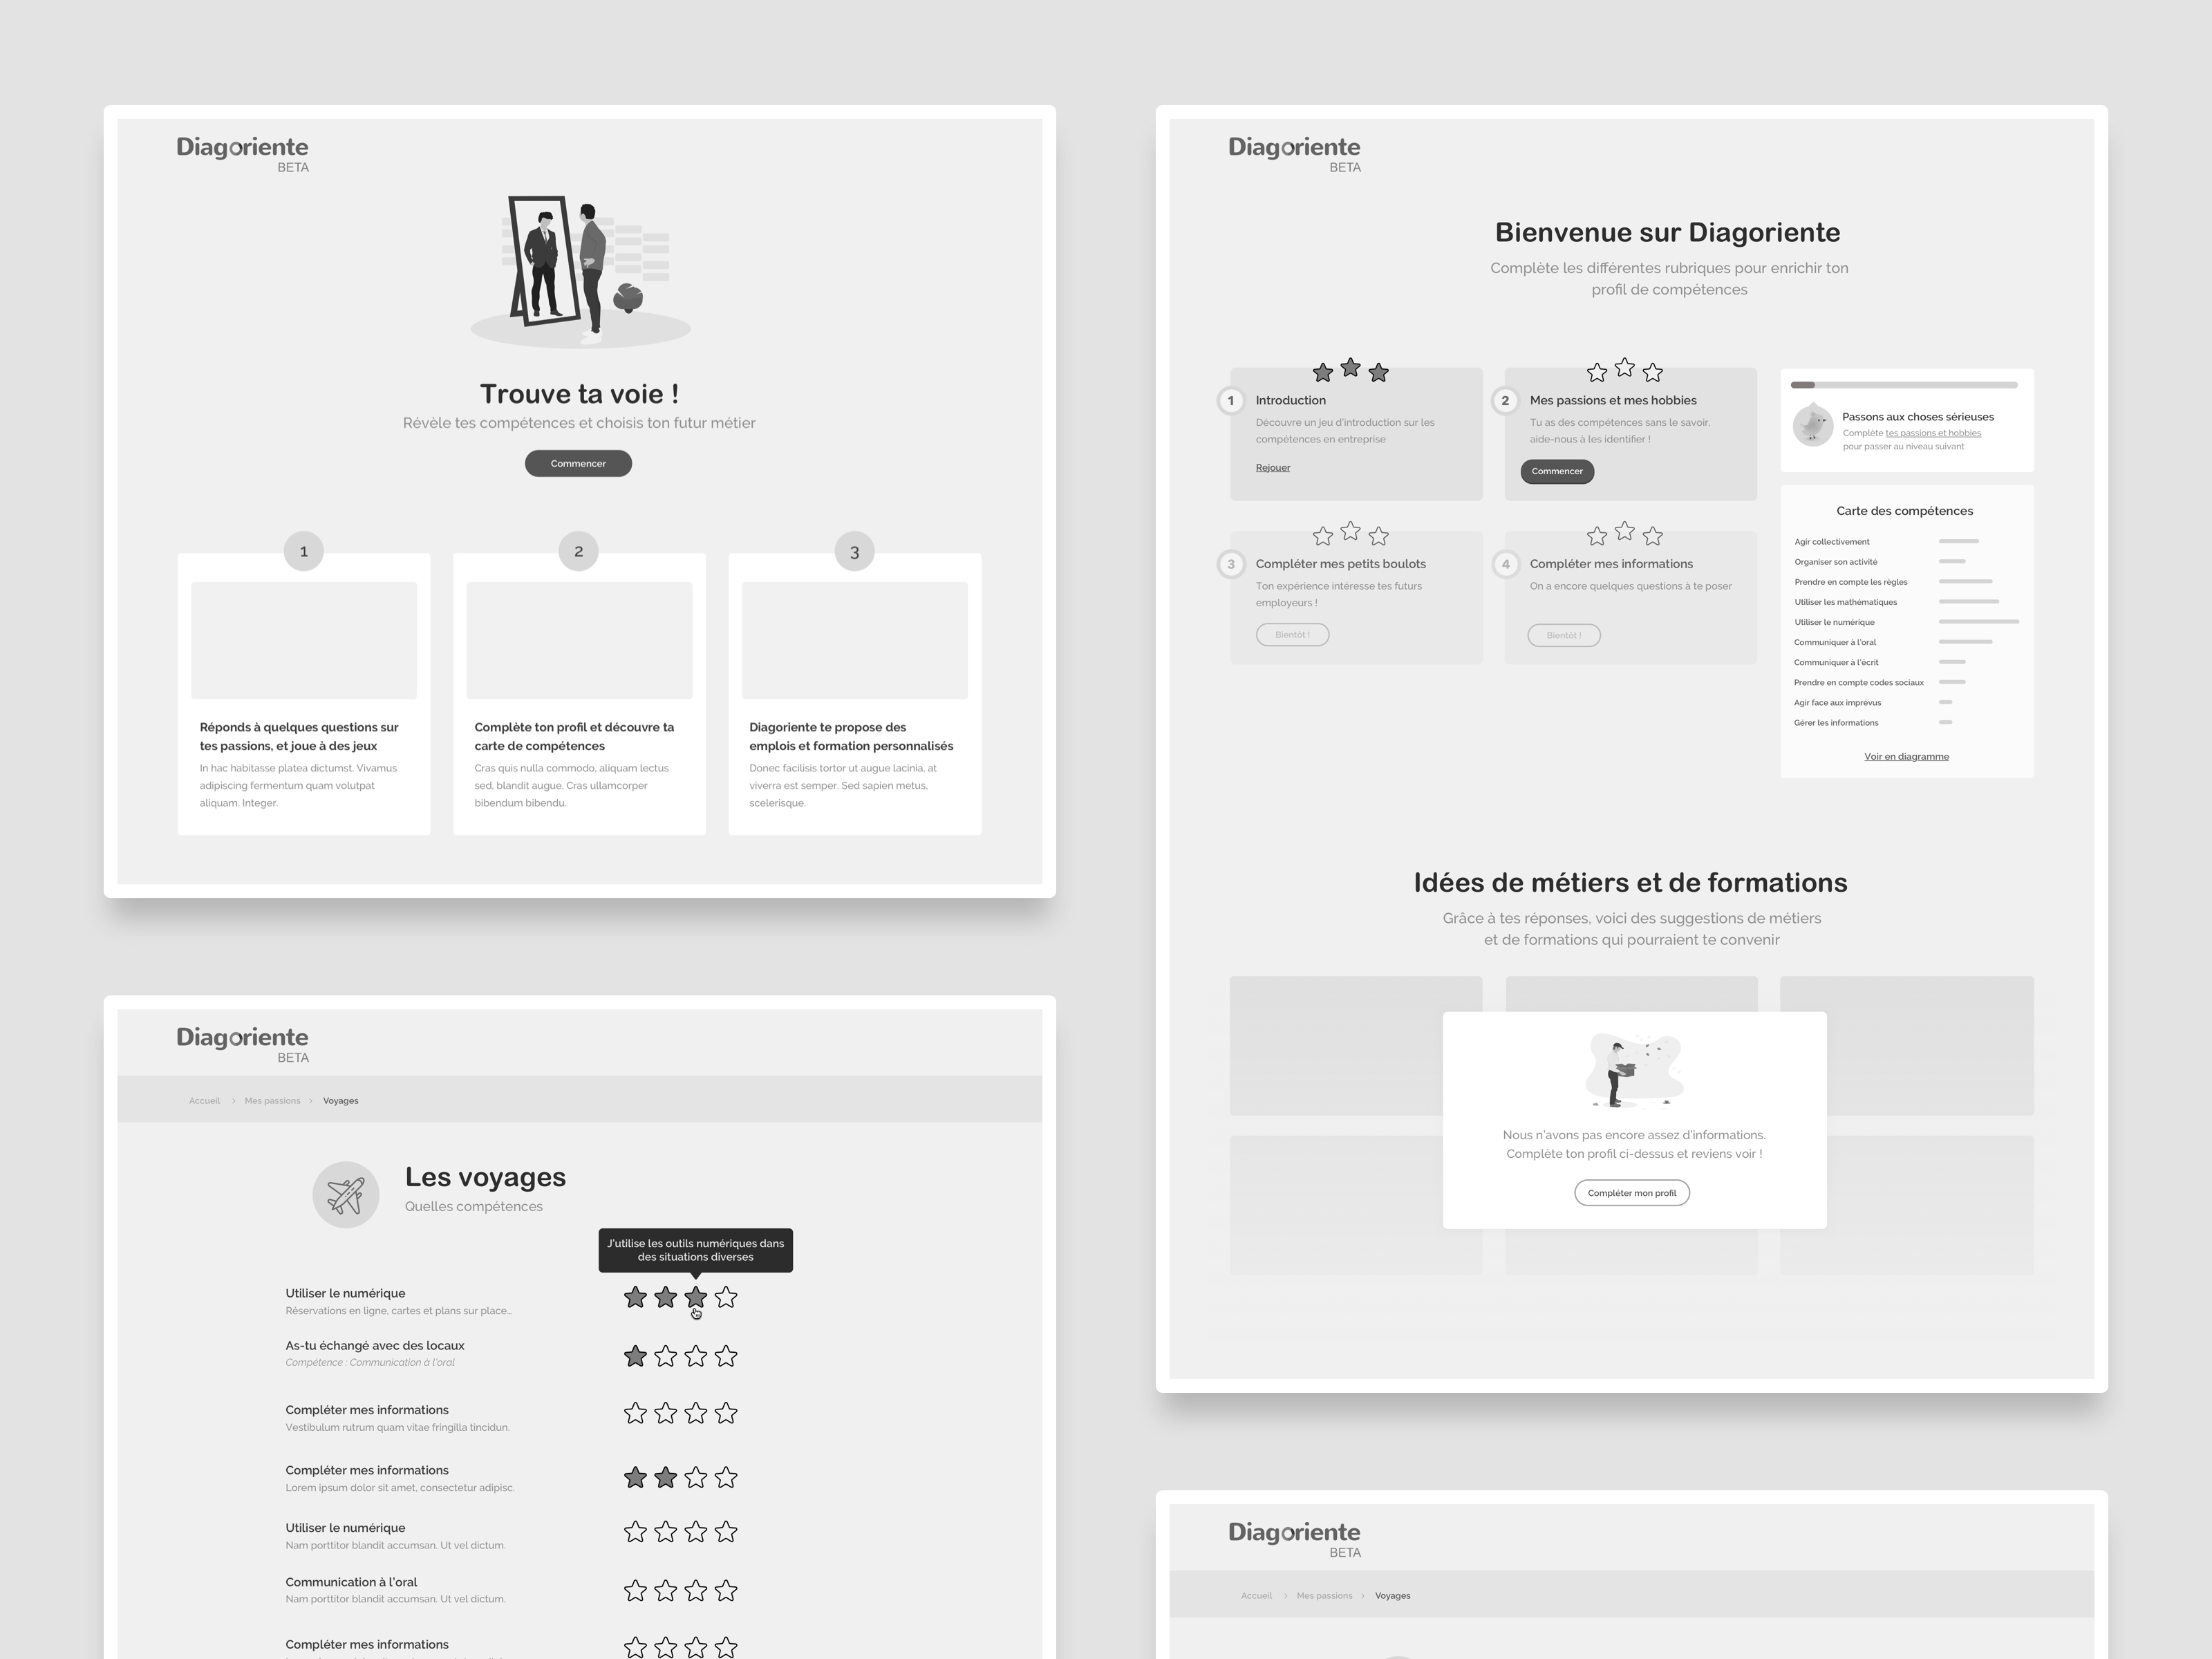 Diagoriente
BETA
Trouve ta voie !
Révèle tes compétences et choisis ton futur métier
Commencer
1
Réponds à quelques questions sur
tes passions, et joue à des jeux
In hac habitasse platea dictumst. Vivamus
adipiscing fermentum quam volutpat
aliquam. Integer.
2
Complète ton profil et découvre ta
carte de compétences
Cras quis nulla commodo, aliquam lectus
sed, blandit augue. Cras ullamcorper
bibendum bibendu.
3
Diagoriente te propose des
emplois et formation personnalisés
Donec facilisis tortor ut augue lacinia, at
viverra est semper. Sed sapien metus,
scelerisque.
Diagoriente
BETA
Accueil > Mes passions > Voyages
Les voyages
Quelles compétences
J'utilise les outils numériques dans
des situations diverses
Utiliser le numérique
Réservations en ligne, cartes et plans sur place...
As-tu échangé avec des locaux
Compétence : Communication à l'oral
Compléter mes informations
Vestibulum rutrum quam vitae fringilla tincidun.
Compléter mes informations
Lorem ipsum dolor sit amet, consectetur adipisc.
Utiliser le numérique
Nam porttitor blandit accumsan. Ut vel dictum.
Communication à l'oral
Nam porttitor blandit accumsan. Ut vel dictum.
Compléter mes informations
Diagoriente
BETA
Bienvenue sur Diagoriente
Complète les différentes rubriques pour enrichir ton
profil de compétences
1
Introduction
Découvre un jeu d'introduction sur les
compétences en entreprise
Rejouer
2
Mes passions et mes hobbies
Tu as des compétences sans le savoir,
aide-nous à les identifier !
Commencer
3
Compléter mes petits boulots
Ton expérience intéresse tes futurs
employeurs !
Bientôt !
4
Compléter mes informations
On a encore quelques questions à te poser
Bientôt !
Passons aux choses sérieuses
Complète tes passions et hobbies
pour passer au niveau suivant
Carte des compétences
Agir collectivement
Organiser son activité
Prendre en compte les règles
Utiliser les mathématiques
Utiliser le numérique
Communiquer à l'oral
Communiquer à l'écrit
Prendre en compte codes sociaux
Agir face aux imprévus
Gérer les informations
Voir en diagramme
Idées de métiers et de formations
Grâce à tes réponses, voici des suggestions de métiers
et de formations qui pourraient te convenir
Nous n'avons pas encore assez d'informations.
Complète ton profil ci-dessus et reviens voir !
Compléter mon profil
Diagoriente
BETA
Accueil > Mes passions > Voyages